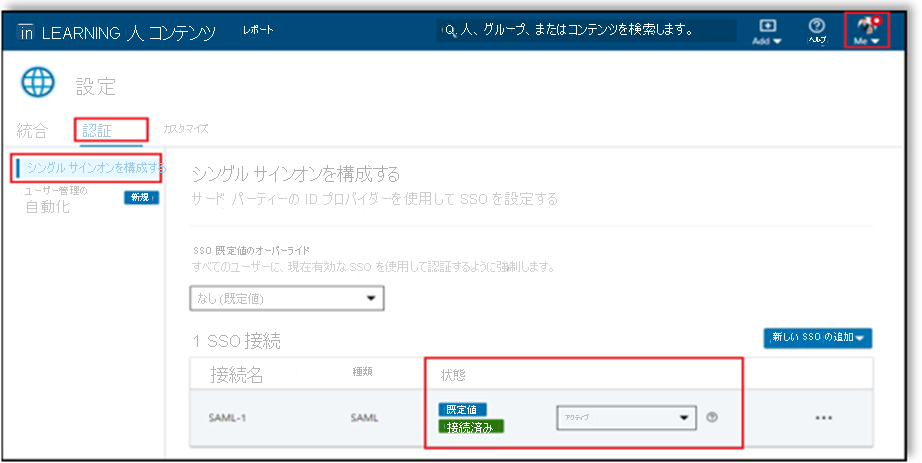 in LEARNING 人 コンテンツ レポート 人、グループ、またはコンテンツを検索します。 Add ヘルプ Me
設定
統合 認証 カスタマイズ
シングル サインオンを構成する
ユーザー管理の
自動化 新規
シングル サインオンを構成する
サード パーティーの ID プロバイダーを使用して SSO を設定する
SSO 既定値のオーバーライド
すべてのユーザーに、現在有効な SSO を使用して認証するように強制します。
なし (既定値)
1 SSO 接続 新しい SSO の追加
接続名 種類 状態
SAML-1 SAML 既定値 アクティブ
接続済み